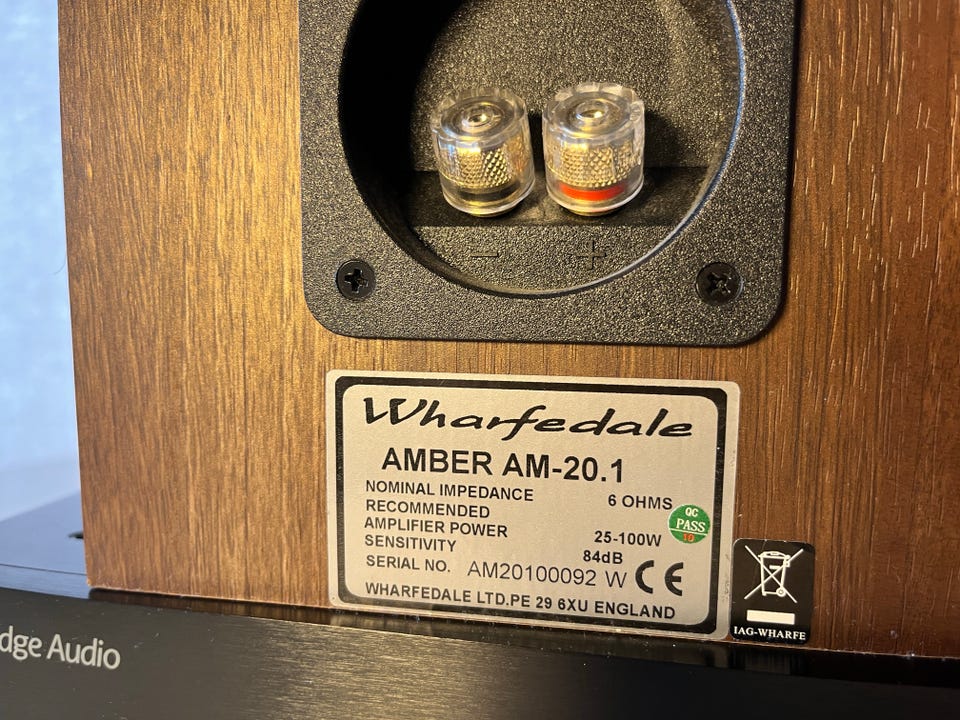 − +
Wharfedale
AMBER AM-20.1
NOMINAL IMPEDANCE 6 OHMS
RECOMMENDED
AMPLIFIER POWER 25-100W
SENSITIVITY 84dB
SERIAL NO. AM20100092 W CE
WHARFEDALE LTD.PE 29 6XU ENGLAND
QC
PASS
10
IAG-WHARFE
dge Audio